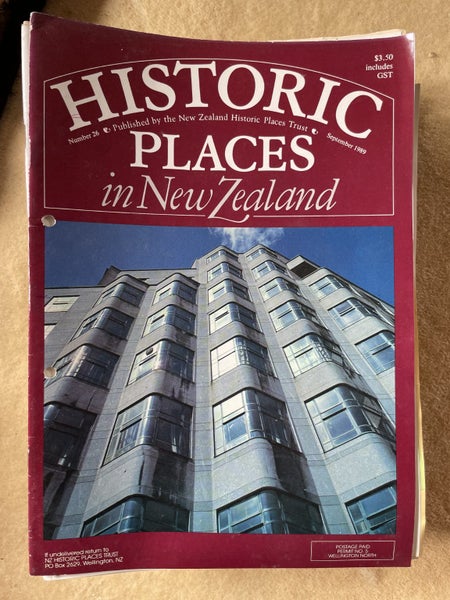 $3.50
includes
GST
HISTORIC
Number 26 Published by the New Zealand Historic Places Trust September 1989
PLACES
in New Zealand
If undelivered return to
NZ HISTORIC PLACES TRUST
PO Box 2629, Wellington, NZ
POSTAGE PAID
PERMIT NO. 5
WELLINGTON NORTH